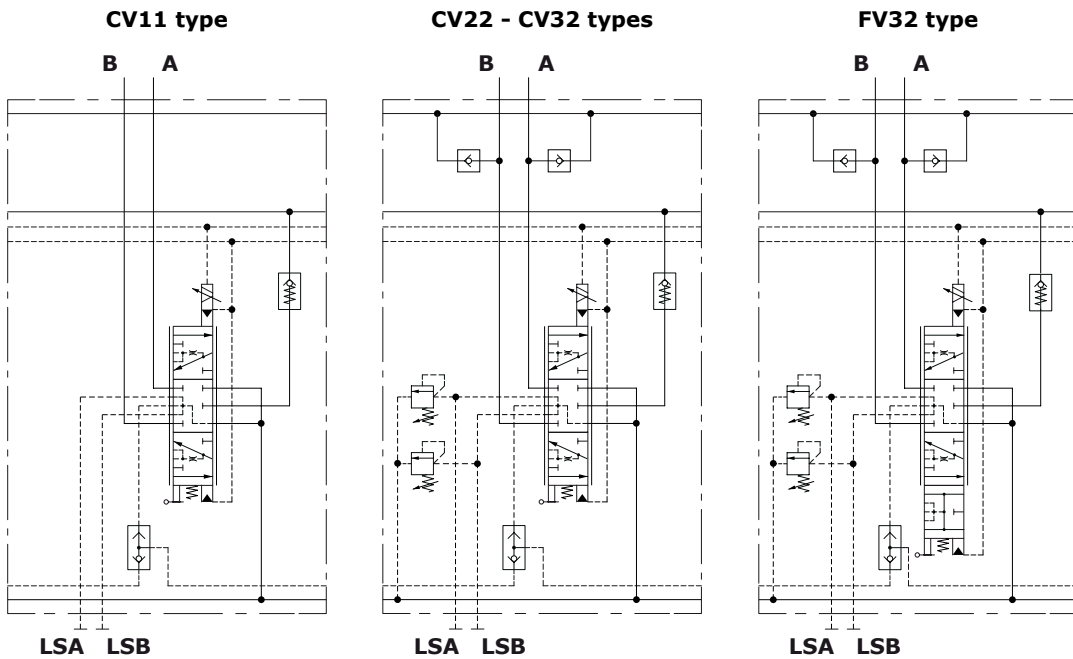 CV11 type
CV22 - CV32 types
FV32 type
B A
B A
B A
LSA LSB
LSA LSB
LSA LSB